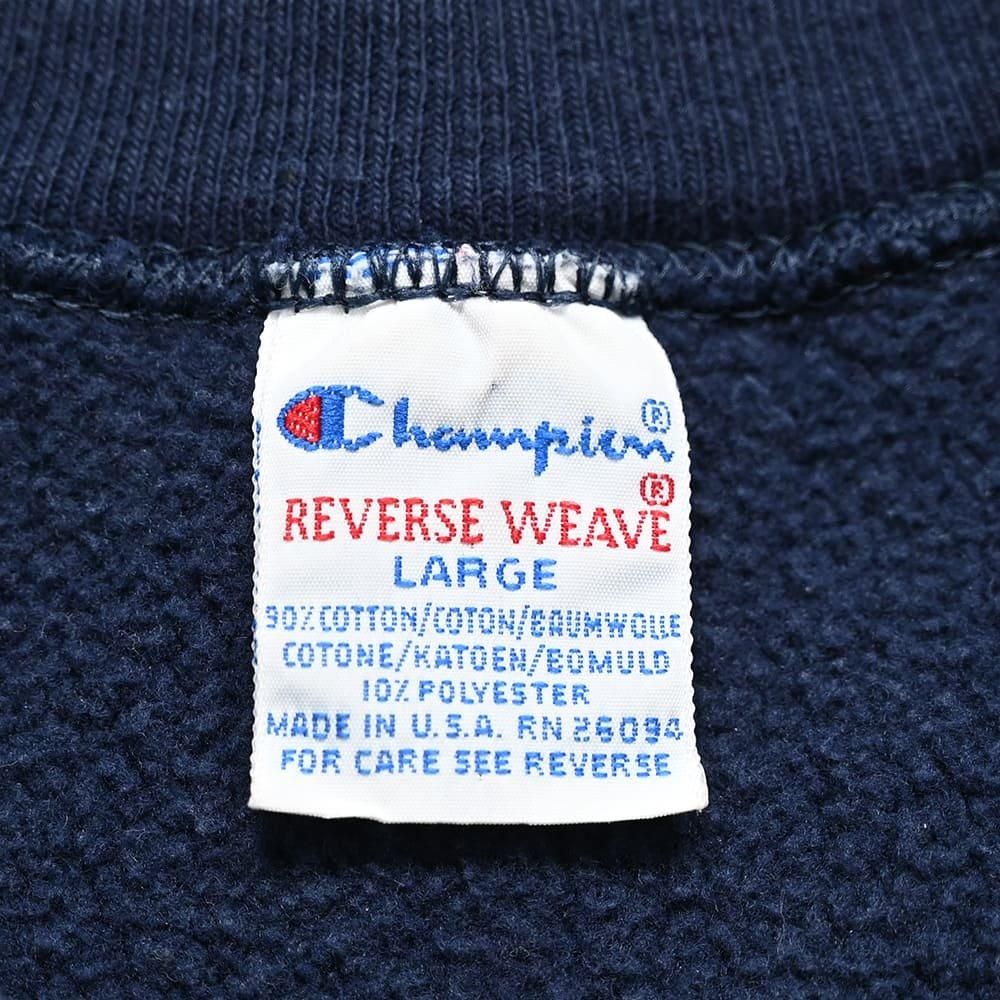 Champion®
REVERSE WEAVE®
LARGE
90% COTTON/COTON/BAUMWOLLE
COTONE/KATOEN/BOMULD
10% POLYESTER
MADE IN U.S.A. RN 26094
FOR CARE SEE REVERSE